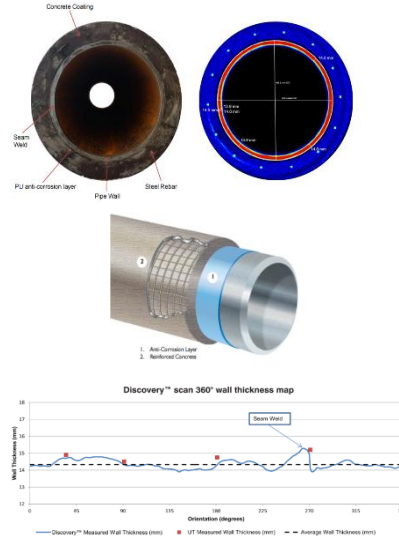 Concrete Coating
Seam
Weld
PU anti-corrosion layer
Pipe Wall
Steel Rebar
1
2
1. Anti-Corrosion Layer
2. Reinforced Concrete
Discovery™ scan 360° wall thickness map
Wall Thickness (mm)
18
17
16
15
14
13
12
Seam Weld
0
45
90
135
180
225
270
315
Orientation (degrees)
Discovery™ Measured Wall Thickness (mm)
UT Measured Wall Thickness (mm)
Average Wall Thickness (mm)